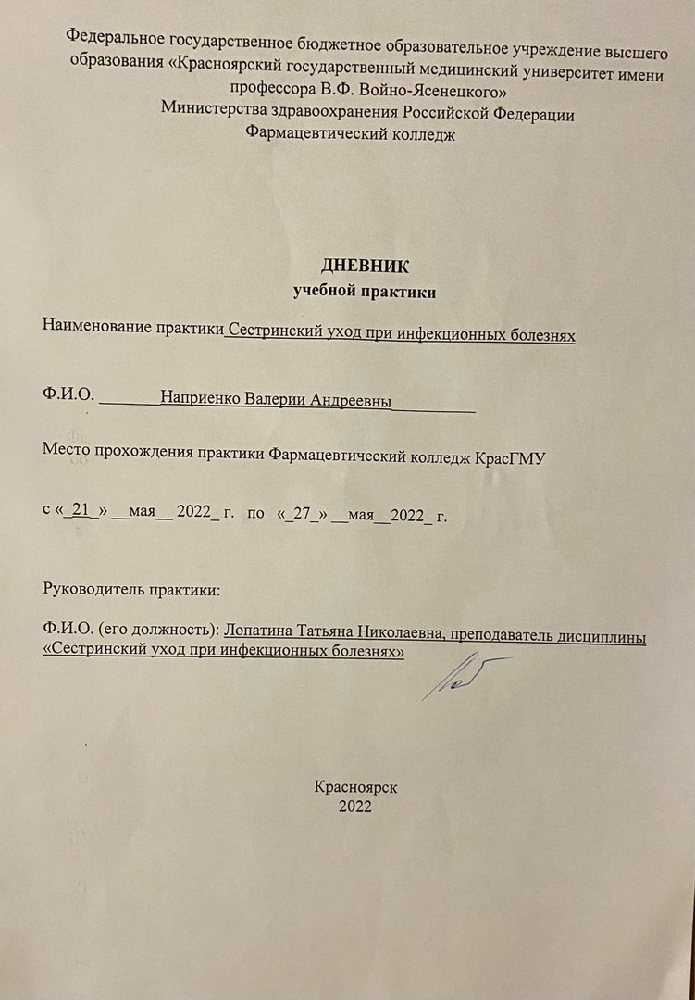 Федеральное государственное бюджетное образовательное учреждение высшего
образования «Красноярский государственный медицинский университет имени
профессора В.Ф. Войно-Ясенецкого»
Министерства здравоохранения Российской Федерации
Фармацевтический колледж
ДНЕВНИК
учебной практики
Наименование практики Сестринский уход при инфекционных болезнях
Ф.И.О. _______Наприенко Валерии Андреевны__________
Место прохождения практики Фармацевтический колледж КрасГМУ
с «_21_» __мая__ 2022_ г. по «_27_» __мая__2022_ г.
Руководитель практики:
Ф.И.О. (его должность): Лопатина Татьяна Николаевна, преподаватель дисциплины
«Сестринский уход при инфекционных болезнях»
Красноярск
2022